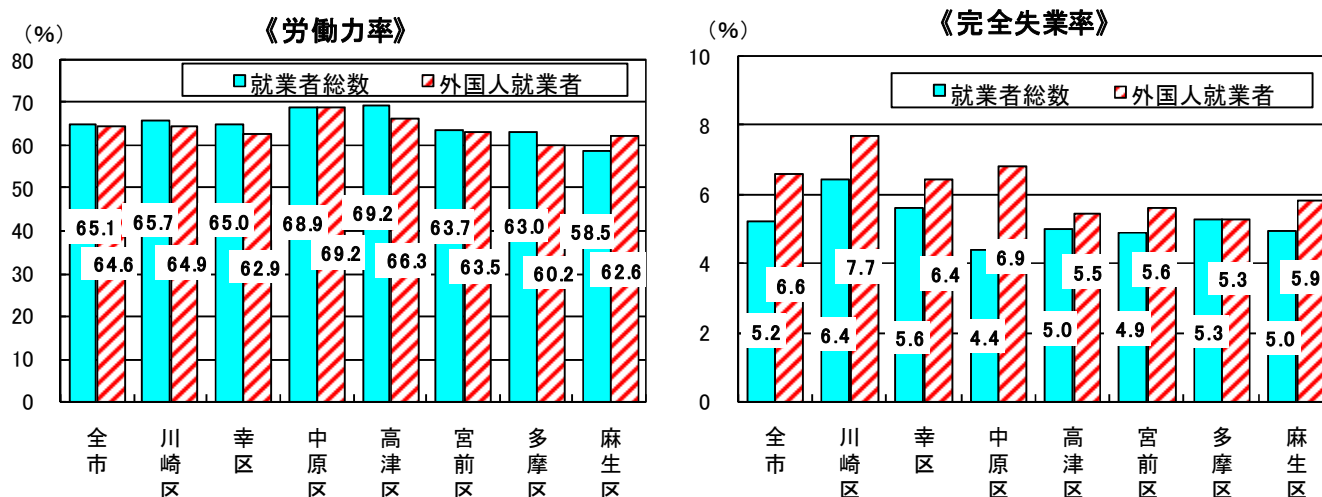 《労働力率》
(%)
80
70
60
50
40
30
20
10
0
就業者総数 外国人就業者
65.1 65.7 65.0 68.9 69.2 63.7 63.0 58.5
64.6 64.9 62.9 69.2 66.3 63.5 60.2 62.6
全市 川崎区 幸区 中原区 高津区 宮前区 多摩区 麻生区
《完全失業率》
(%)
10
8
6
4
2
0
就業者総数 外国人就業者
6.6 7.7 6.4 6.9 5.5 5.6 5.3 5.9
5.2 6.4 5.6 4.4 5.0 4.9 5.3 5.0
全市 川崎区 幸区 中原区 高津区 宮前区 多摩区 麻生区